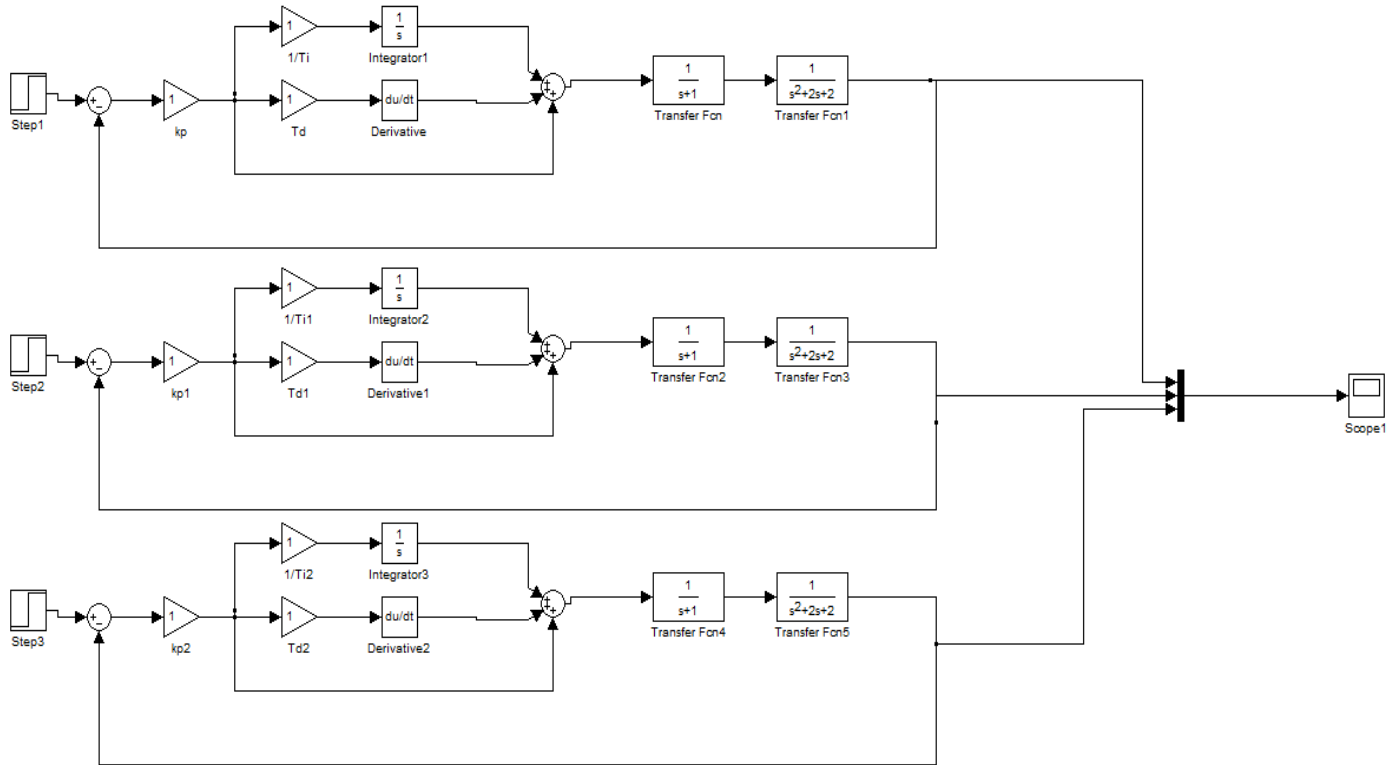 1
1/Ti
1
s
Integrator1
Step1
+
−
1
kp
1
Td
du/dt
Derivative
+
+
+
1
s+1
Transfer Fcn
1
s²+2s+2
Transfer Fcn1
1
1/Ti1
1
s
Integrator2
Step2
+
−
1
kp1
1
Td1
du/dt
Derivative1
+
+
+
1
s+1
Transfer Fcn2
1
s²+2s+2
Transfer Fcn3
Scope1
1
1/Ti2
1
s
Integrator3
Step3
+
−
1
kp2
1
Td2
du/dt
Derivative2
+
+
+
1
s+1
Transfer Fcn4
1
s²+2s+2
Transfer Fcn5